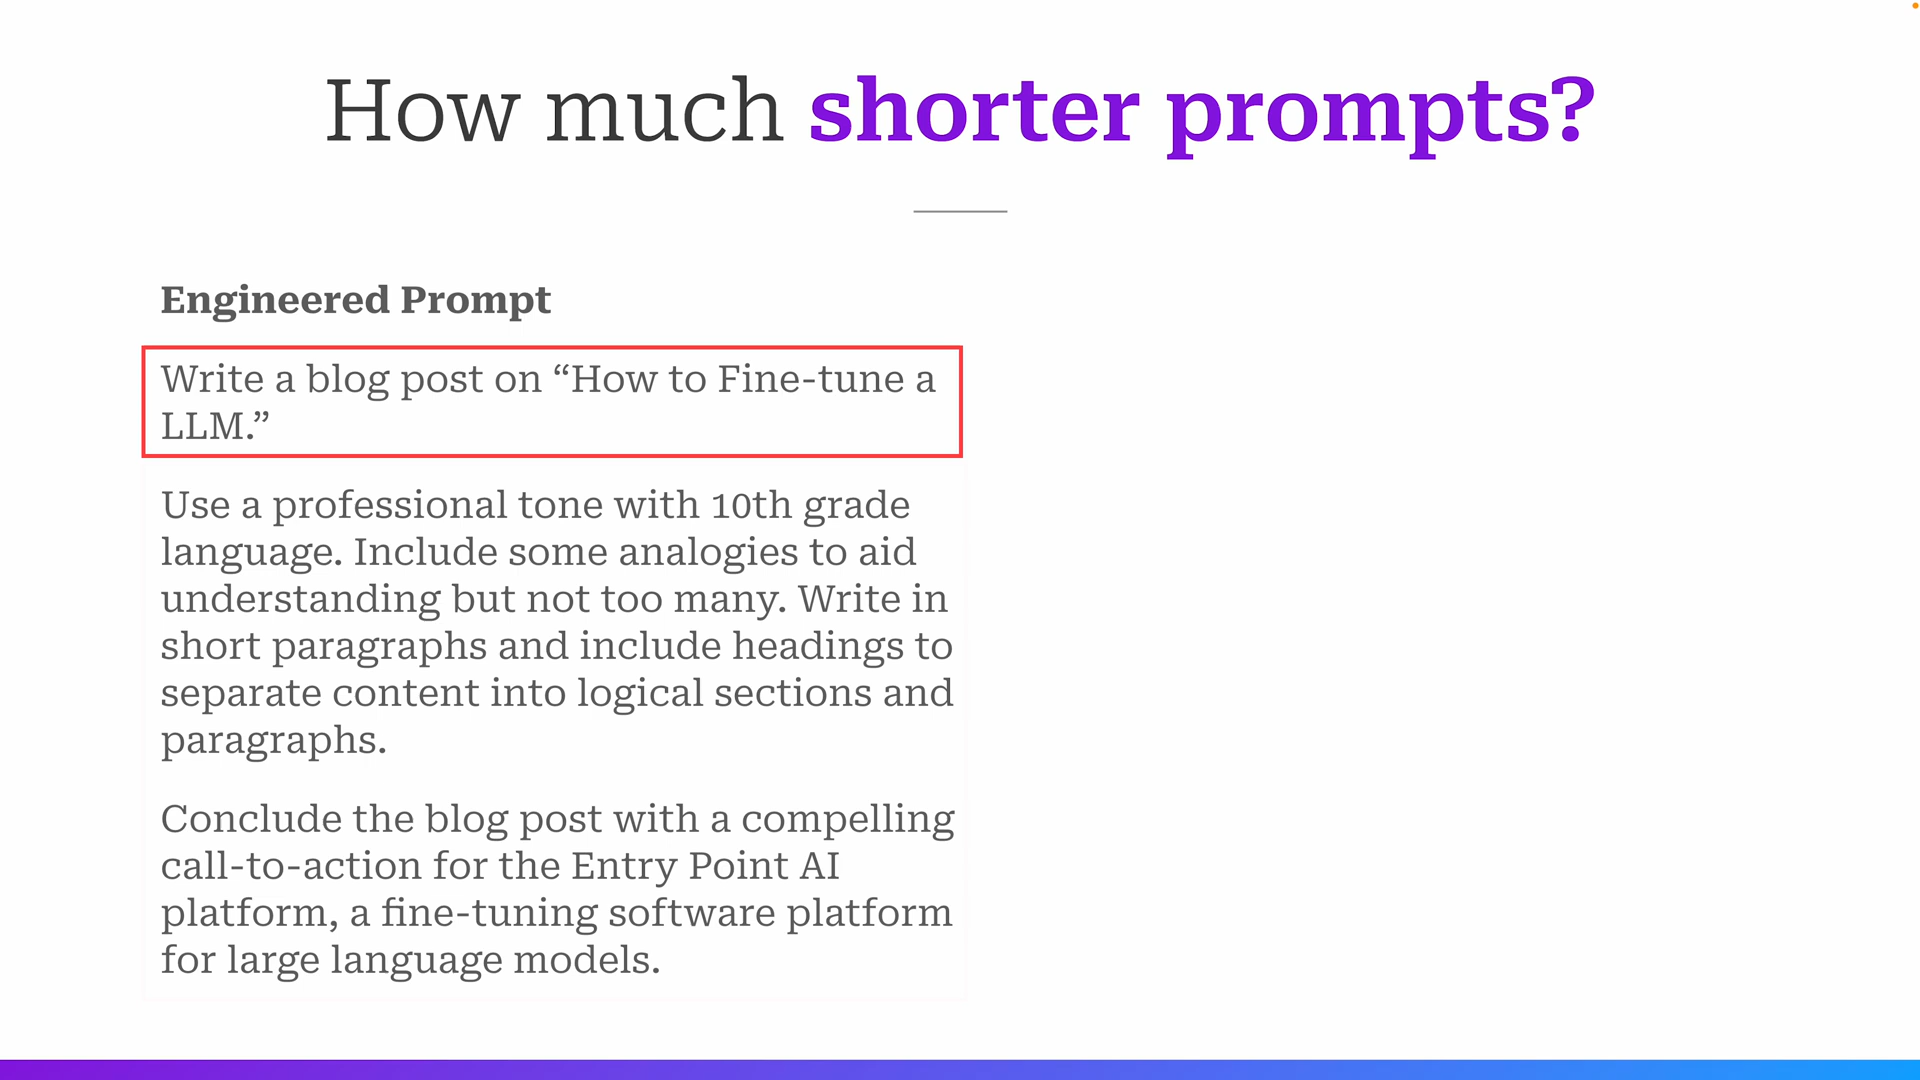 How much shorter prompts?
Engineered Prompt
Write a blog post on “How to Fine-tune a
LLM.”
Use a professional tone with 10th grade
language. Include some analogies to aid
understanding but not too many. Write in
short paragraphs and include headings to
separate content into logical sections and
paragraphs.
Conclude the blog post with a compelling
call-to-action for the Entry Point AI
platform, a fine-tuning software platform
for large language models.